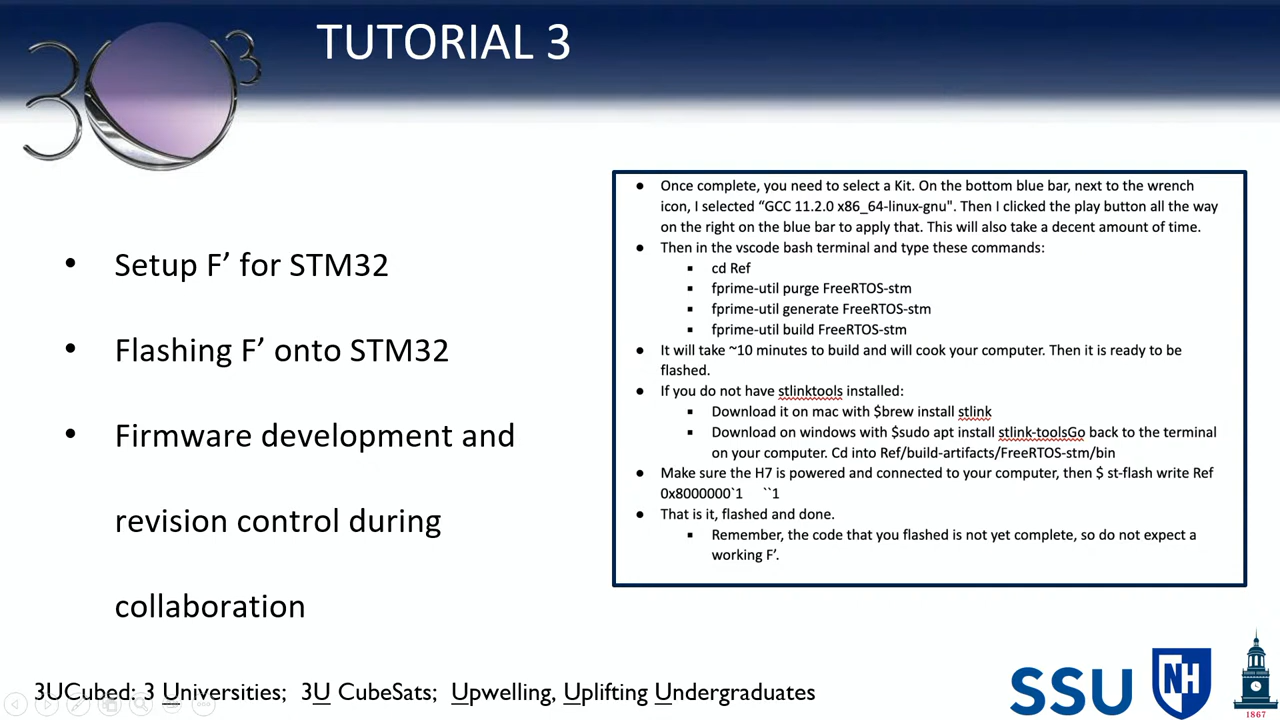 TUTORIAL 3
3U3
• Setup F’ for STM32
• Flashing F’ onto STM32
• Firmware development and
revision control during
collaboration
● Once complete, you need to select a Kit. On the bottom blue bar, next to the wrench
icon, I selected “GCC 11.2.0 x86_64-linux-gnu". Then I clicked the play button all the way
on the right on the blue bar to apply that. This will also take a decent amount of time.
● Then in the vscode bash terminal and type these commands:
▪ cd Ref
▪ fprime-util purge FreeRTOS-stm
▪ fprime-util generate FreeRTOS-stm
▪ fprime-util build FreeRTOS-stm
● It will take ~10 minutes to build and will cook your computer. Then it is ready to be
flashed.
● If you do not have stlinktools installed:
▪ Download it on mac with $brew install stlink
▪ Download on windows with $sudo apt install stlink-toolsGo back to the terminal
on your computer. Cd into Ref/build-artifacts/FreeRTOS-stm/bin
● Make sure the H7 is powered and connected to your computer, then $ st-flash write Ref
0x8000000`1 ``1
● That is it, flashed and done.
▪ Remember, the code that you flashed is not yet complete, so do not expect a
working F’.
3UCubed: 3 Universities; 3U CubeSats; Upwelling, Uplifting Undergraduates
SSU
NH
1867